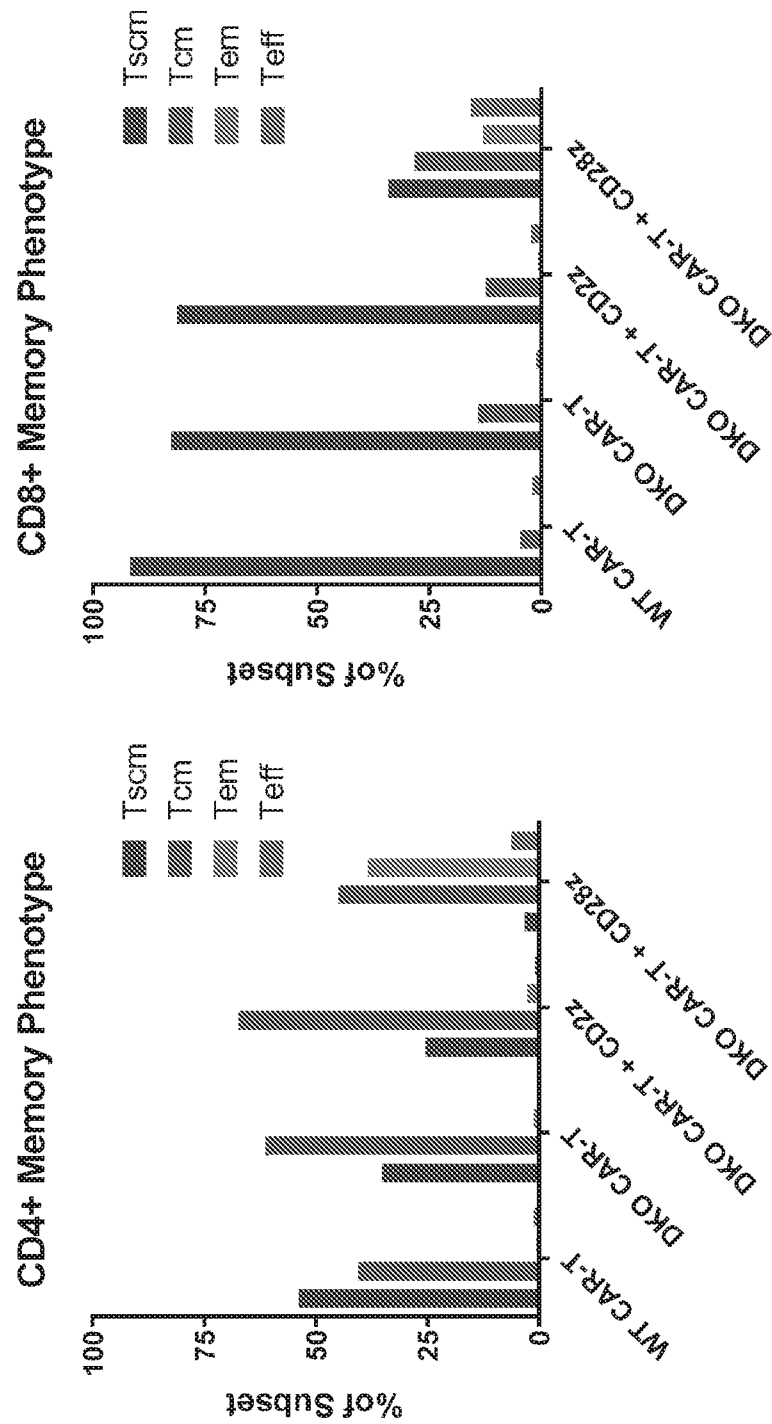 CD4+ Memory Phenotype
% of Subset
100
75
50
25
0
WT CAR-T
DKO CAR-T
DKO CAR-T + CD2z
DKO CAR-T + CD28z
Tscm
Tcm
Tem
Teff
CD8+ Memory Phenotype
% of Subset
100
75
50
25
0
WT CAR-T
DKO CAR-T
DKO CAR-T + CD2z
DKO CAR-T + CD28z
Tscm
Tcm
Tem
Teff